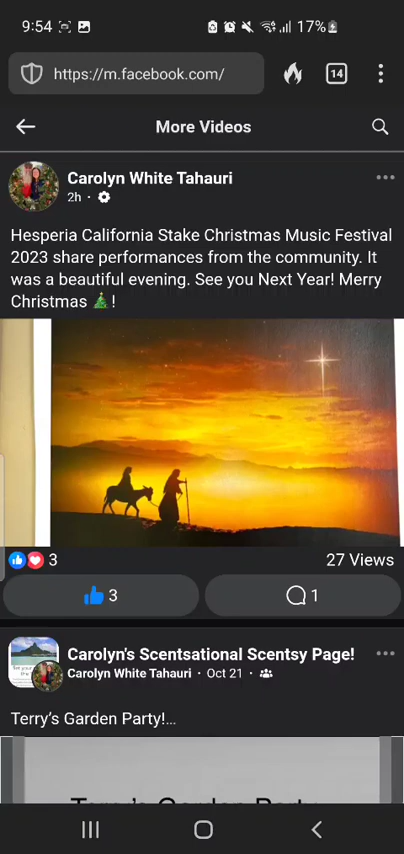 9:54
17%
https://m.facebook.com/
14
More Videos
Carolyn White Tahauri
2h ·
Hesperia California Stake Christmas Music Festival
2023 share performances from the community. It
was a beautiful evening. See you Next Year! Merry
Christmas 🎄!
3
27 Views
3
1
Carolyn's Scentsational Scentsy Page!
Carolyn White Tahauri · Oct 21 ·
Terry's Garden Party!...